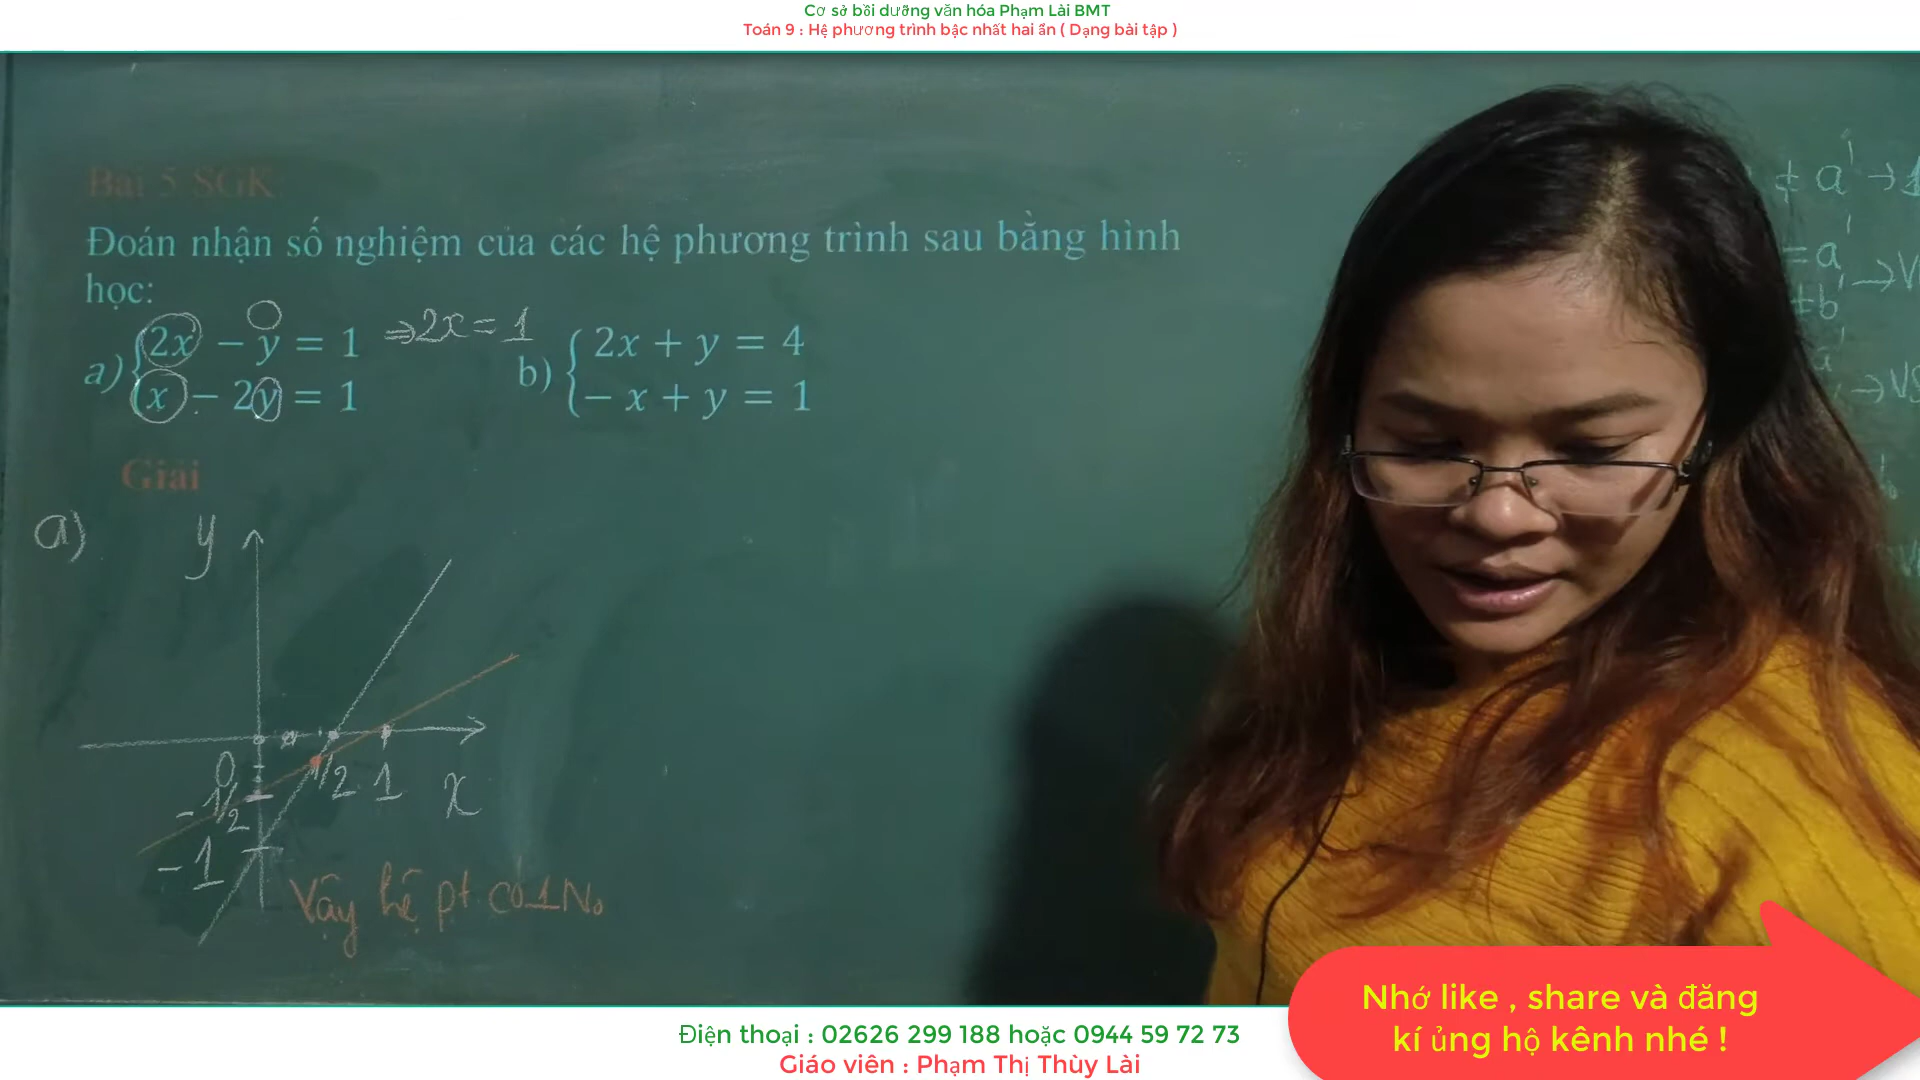 Cơ sở bồi dưỡng văn hóa Phạm Lài BMT
Toán 9 : Hệ phương trình bậc nhất hai ẩn ( Dạng bài tập )
Bài 5 SGK
Đoán nhận số nghiệm của các hệ phương trình sau bằng hình
học:
a) { 2x − y = 1 ⇒ 2x = 1
x − 2y = 1
b) { 2x + y = 4
− x + y = 1
Giải
a) y
0 1/2 1 x
-1/2
-1
Vậy hệ pt có 1 No
≠ a' →
= a' → V
≠ b'
a' → VS
Điện thoại : 02626 299 188 hoặc 0944 59 72 73
Giáo viên : Phạm Thị Thùy Lài
Nhớ like , share và đăng
kí ủng hộ kênh nhé !